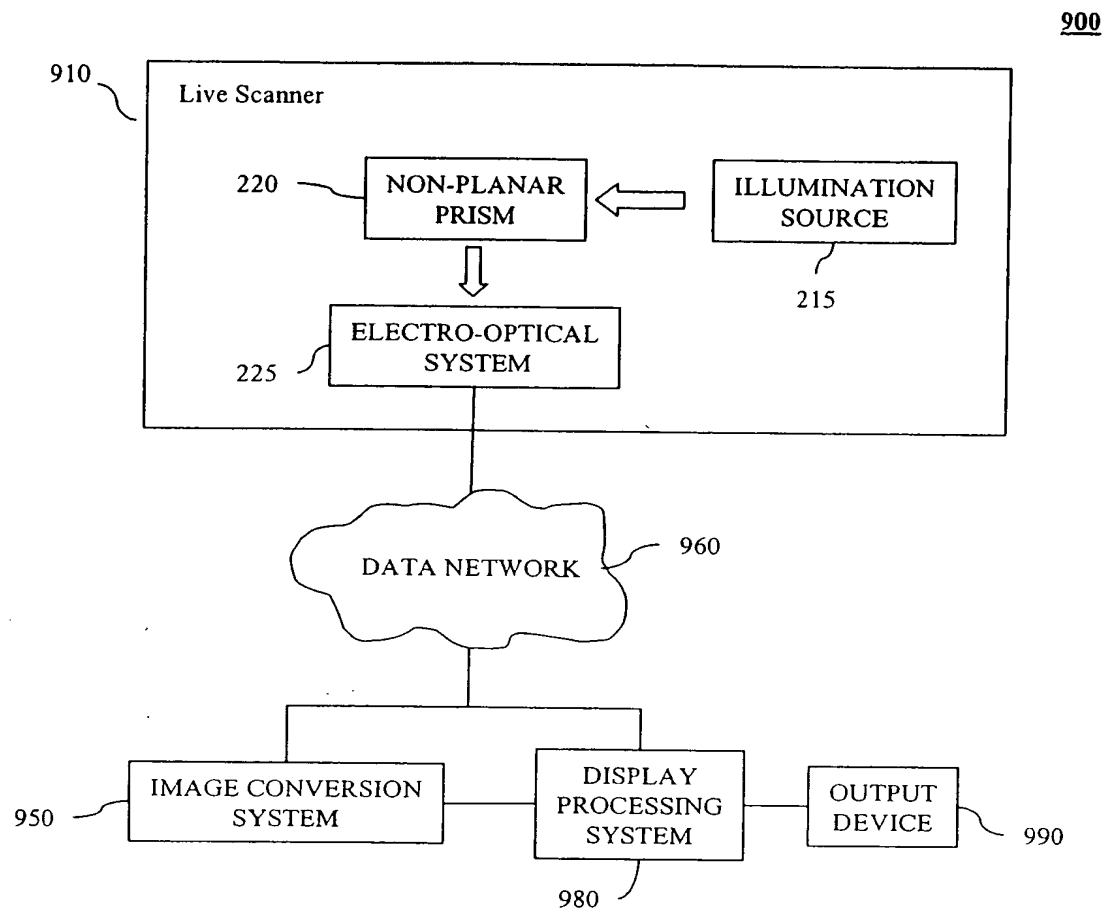 900
910
Live Scanner
220
NON-PLANAR
PRISM
ILLUMINATION
SOURCE
215
ELECTRO-OPTICAL
SYSTEM
225
DATA NETWORK
960
IMAGE CONVERSION
SYSTEM
950
DISPLAY
PROCESSING
SYSTEM
980
OUTPUT
DEVICE
990